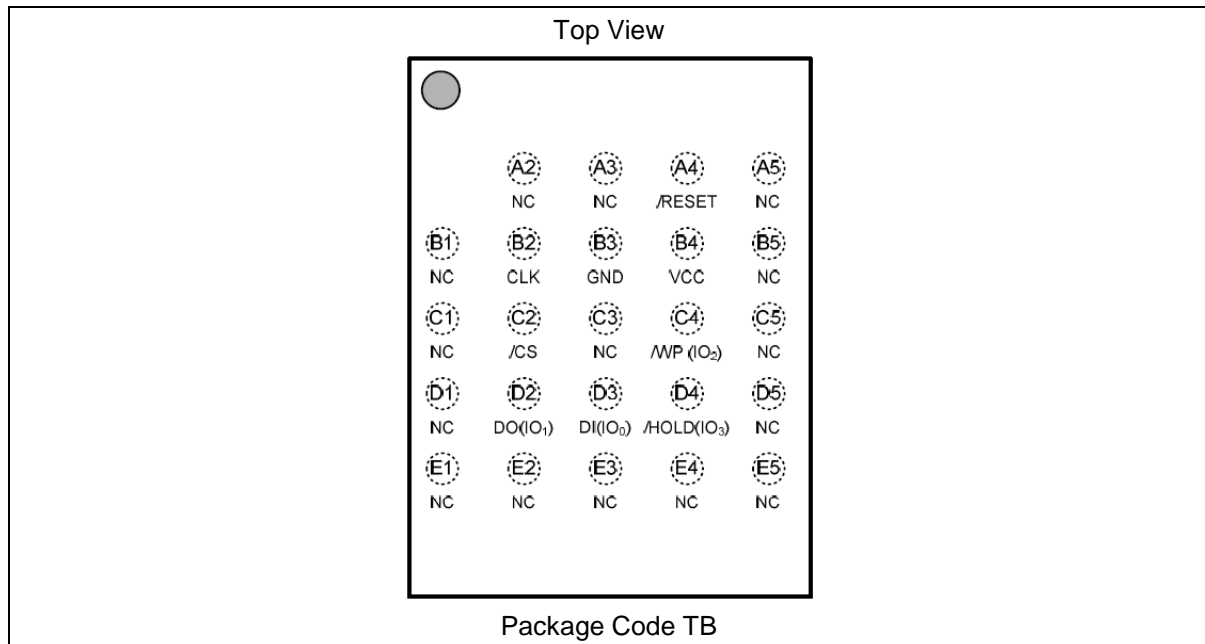 Top View
A2 A3 A4 A5
NC NC /RESET NC
B1 B2 B3 B4 B5
NC CLK GND VCC NC
C1 C2 C3 C4 C5
NC /CS NC /WP (IO₂) NC
D1 D2 D3 D4 D5
NC DO(IO₁) DI(IO₀) /HOLD(IO₃) NC
E1 E2 E3 E4 E5
NC NC NC NC NC
Package Code TB